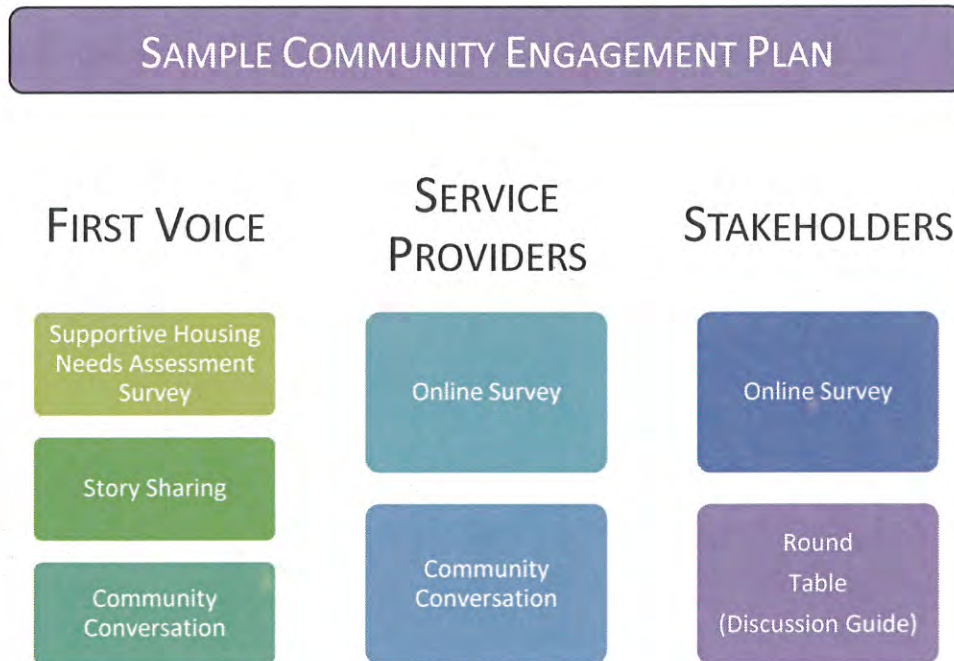 SAMPLE COMMUNITY ENGAGEMENT PLAN
FIRST VOICE
Supportive Housing
Needs Assessment
Survey
Story Sharing
Community
Conversation
SERVICE
PROVIDERS
Online Survey
Community
Conversation
STAKEHOLDERS
Online Survey
Round
Table
(Discussion Guide)